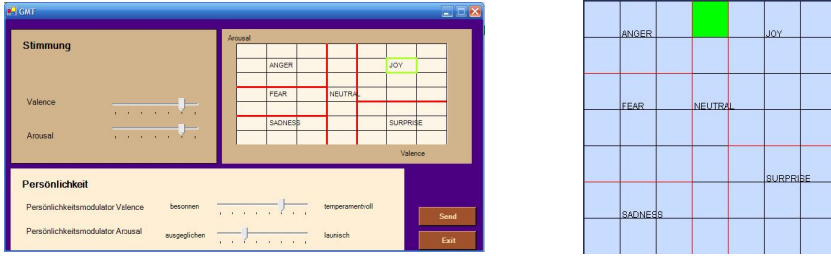 GMT
Stimmung
Valence
Arousal
Arousal
ANGER JOY
FEAR NEUTRAL
SADNESS SURPRISE
Valence
Persönlichkeit
Persönlichkeitsmodulator Valence besonnen temperamentvoll
Persönlichkeitsmodulator Arousal ausgeglichen launisch
Send
Exit
ANGER JOY
FEAR NEUTRAL
SURPRISE
SADNESS